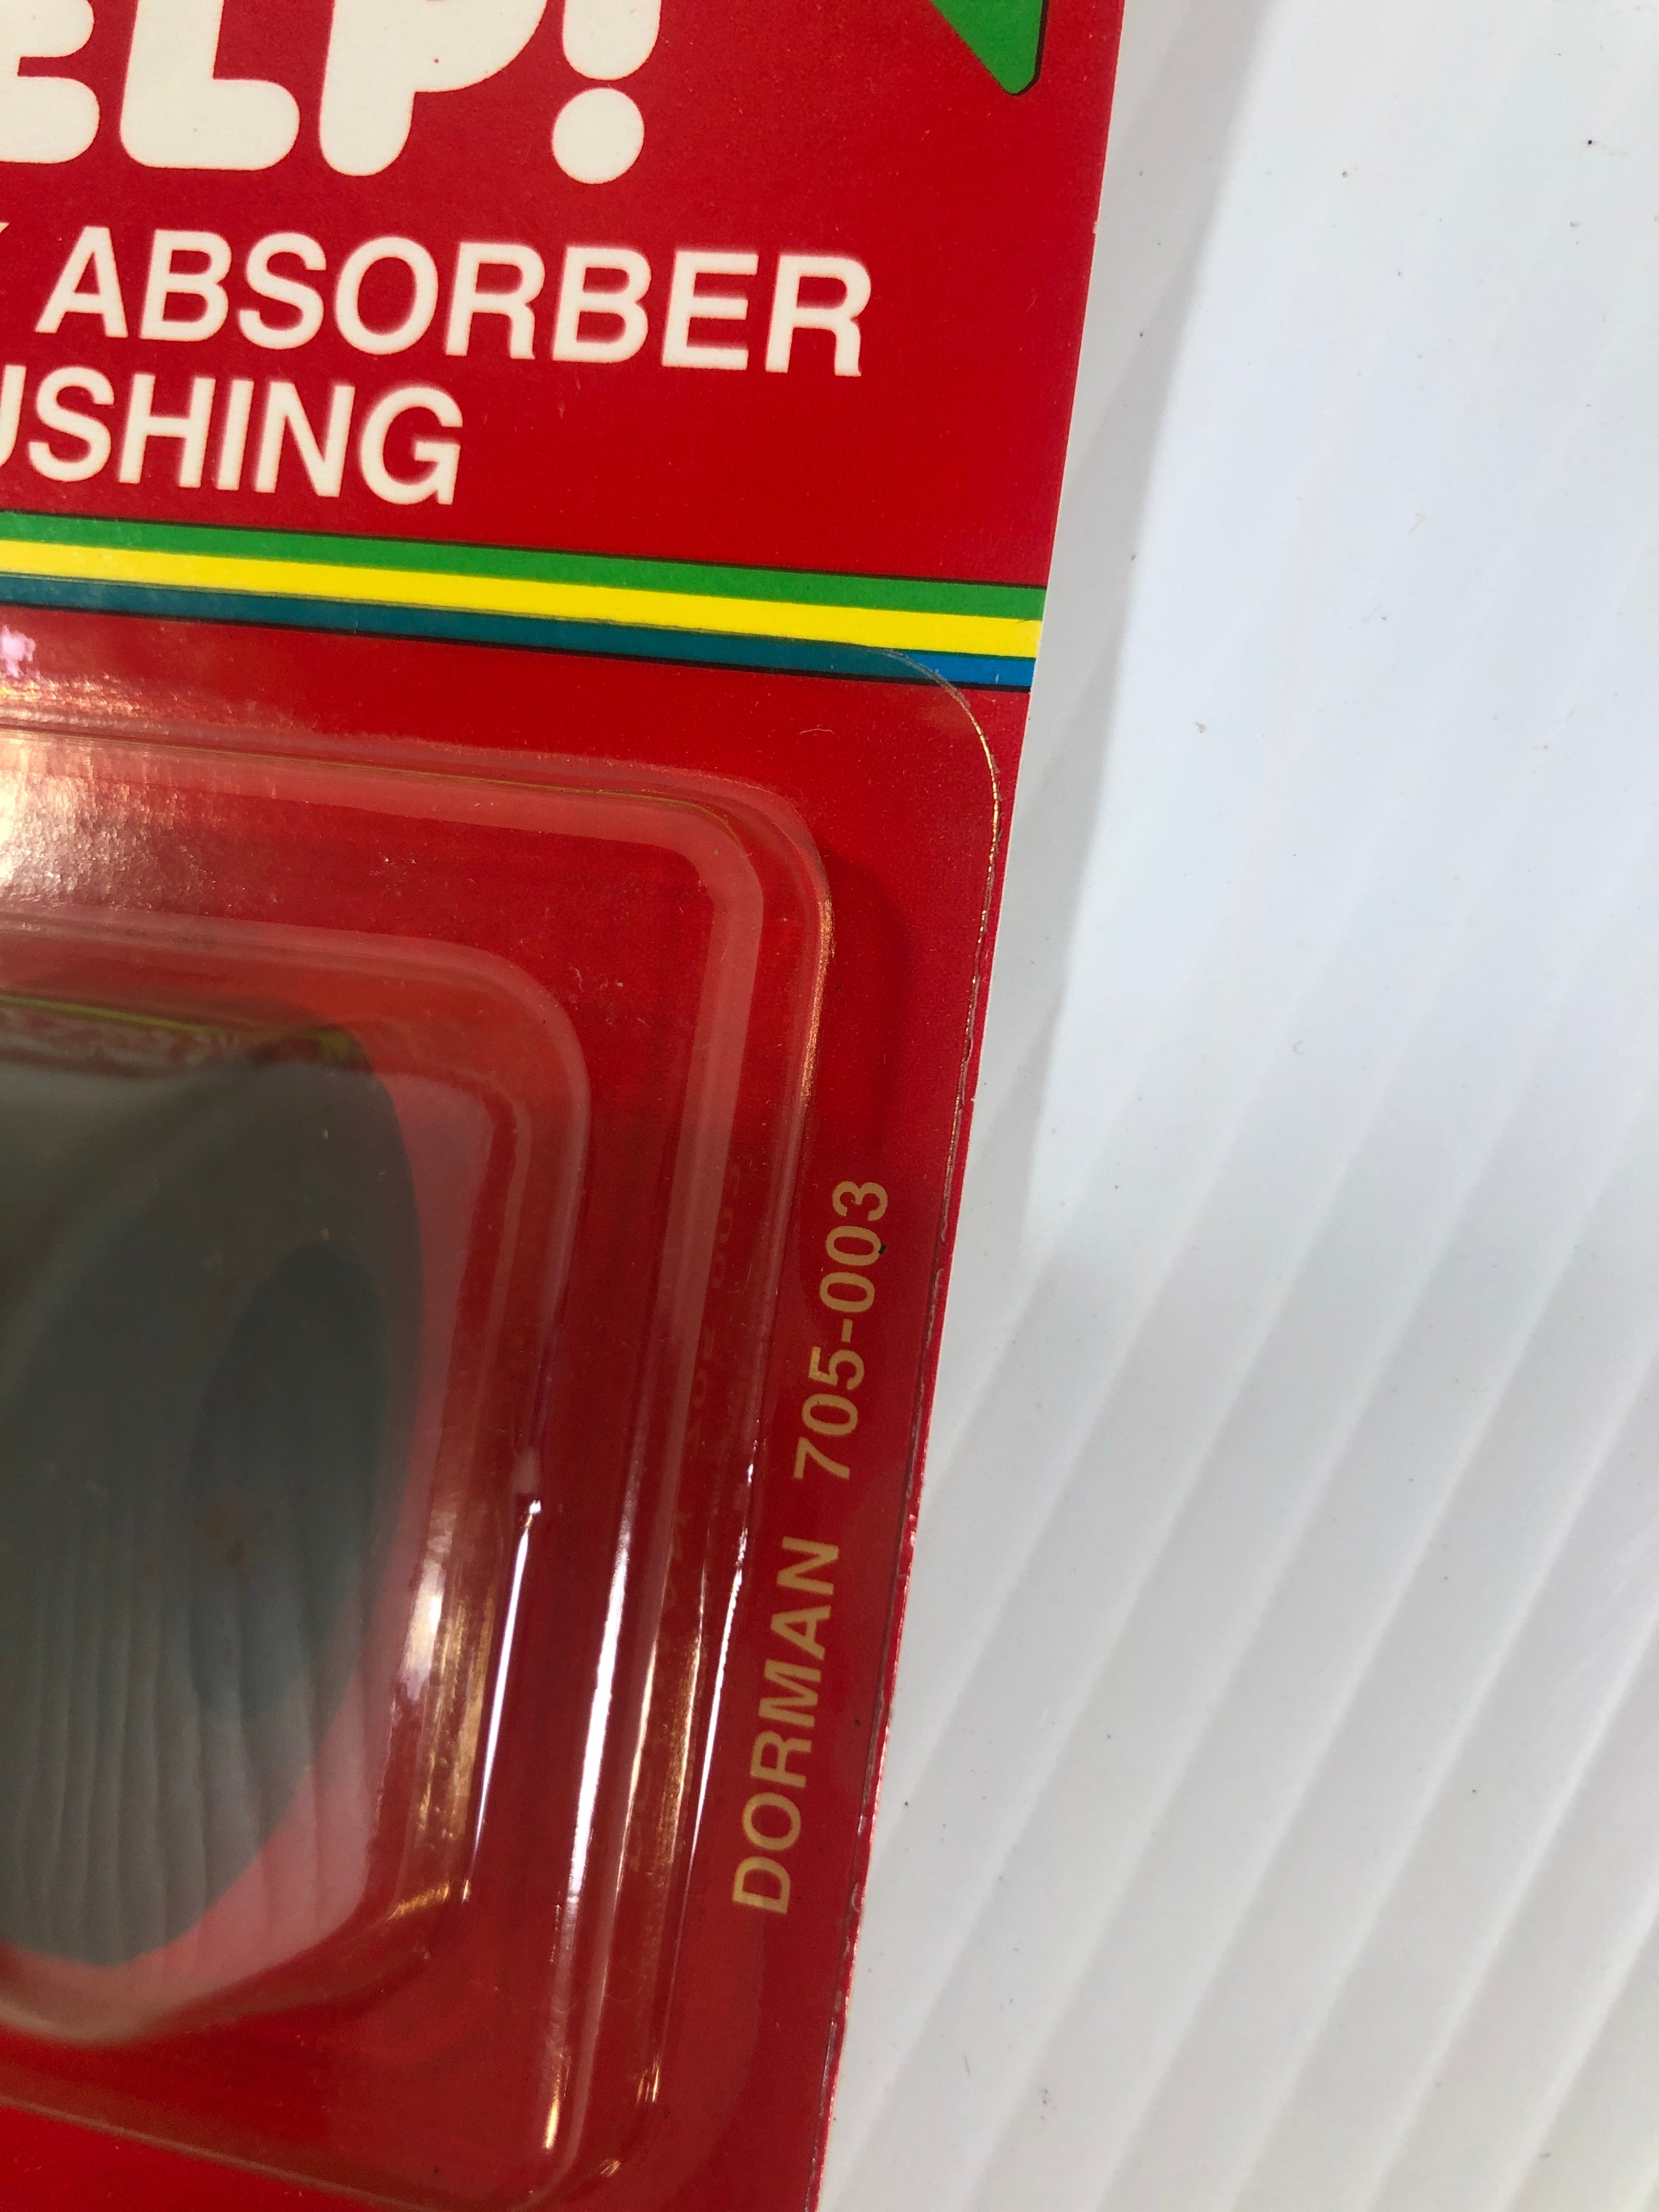 ELP!
ABSORBER
USHING
DORMAN 705-003